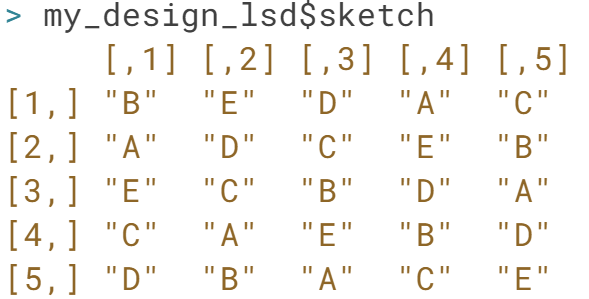 > my_design_lsd$sketch
[,1] [,2] [,3] [,4] [,5]
[1,] "B" "E" "D" "A" "C"
[2,] "A" "D" "C" "E" "B"
[3,] "E" "C" "B" "D" "A"
[4,] "C" "A" "E" "B" "D"
[5,] "D" "B" "A" "C" "E"